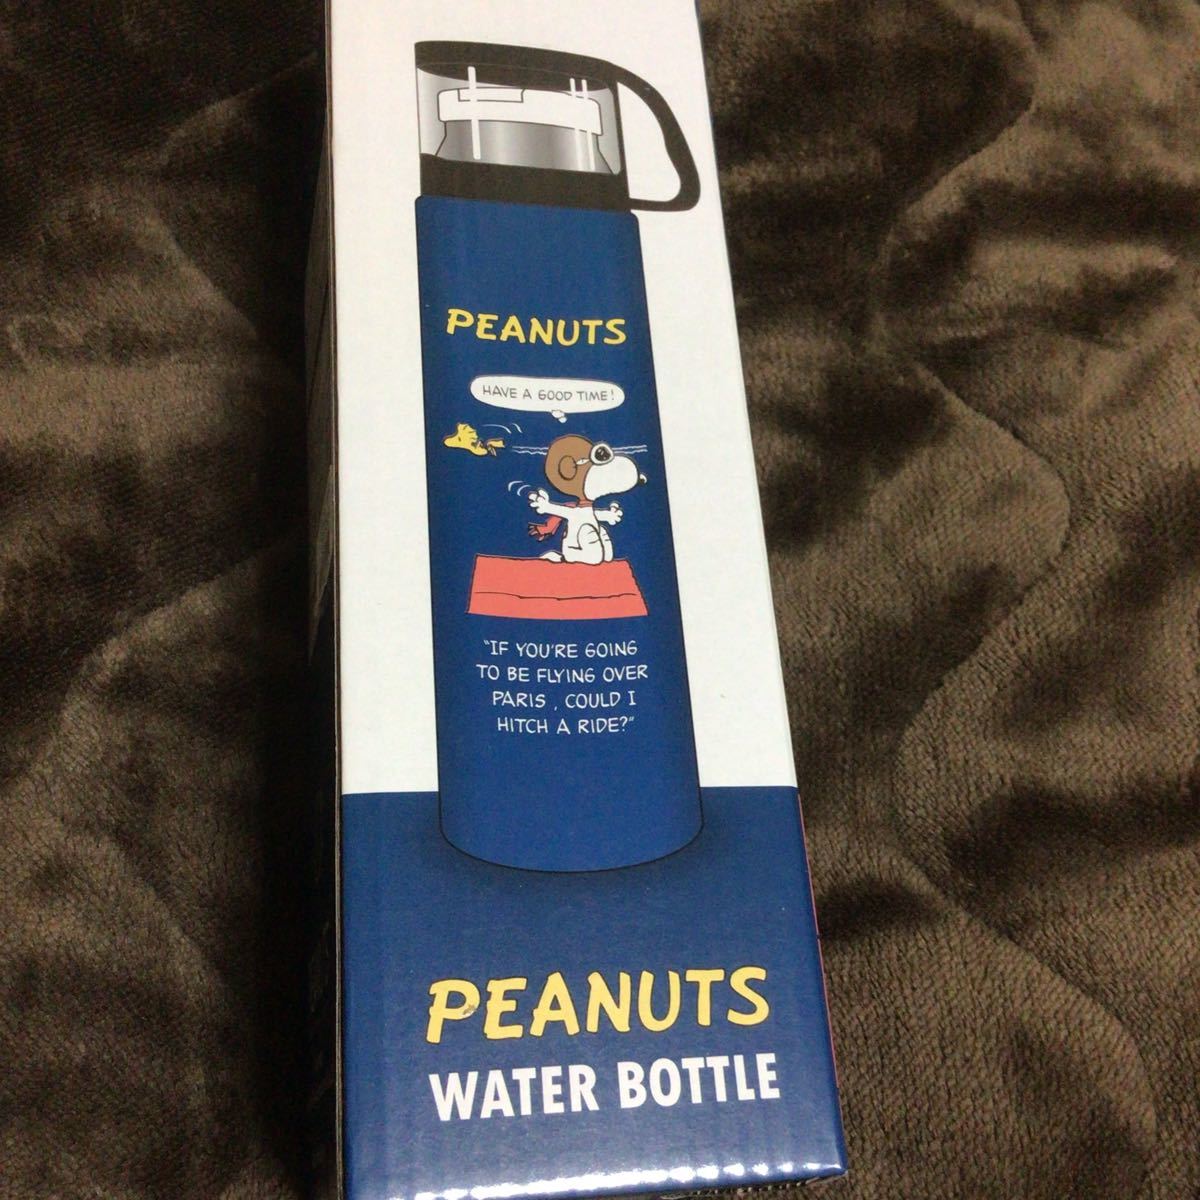 PEANUTS
HAVE A GOOD TIME!
"IF YOU'RE GOING
TO BE FLYING OVER
PARIS, COULD I
HITCH A RIDE?"
PEANUTS
WATER BOTTLE